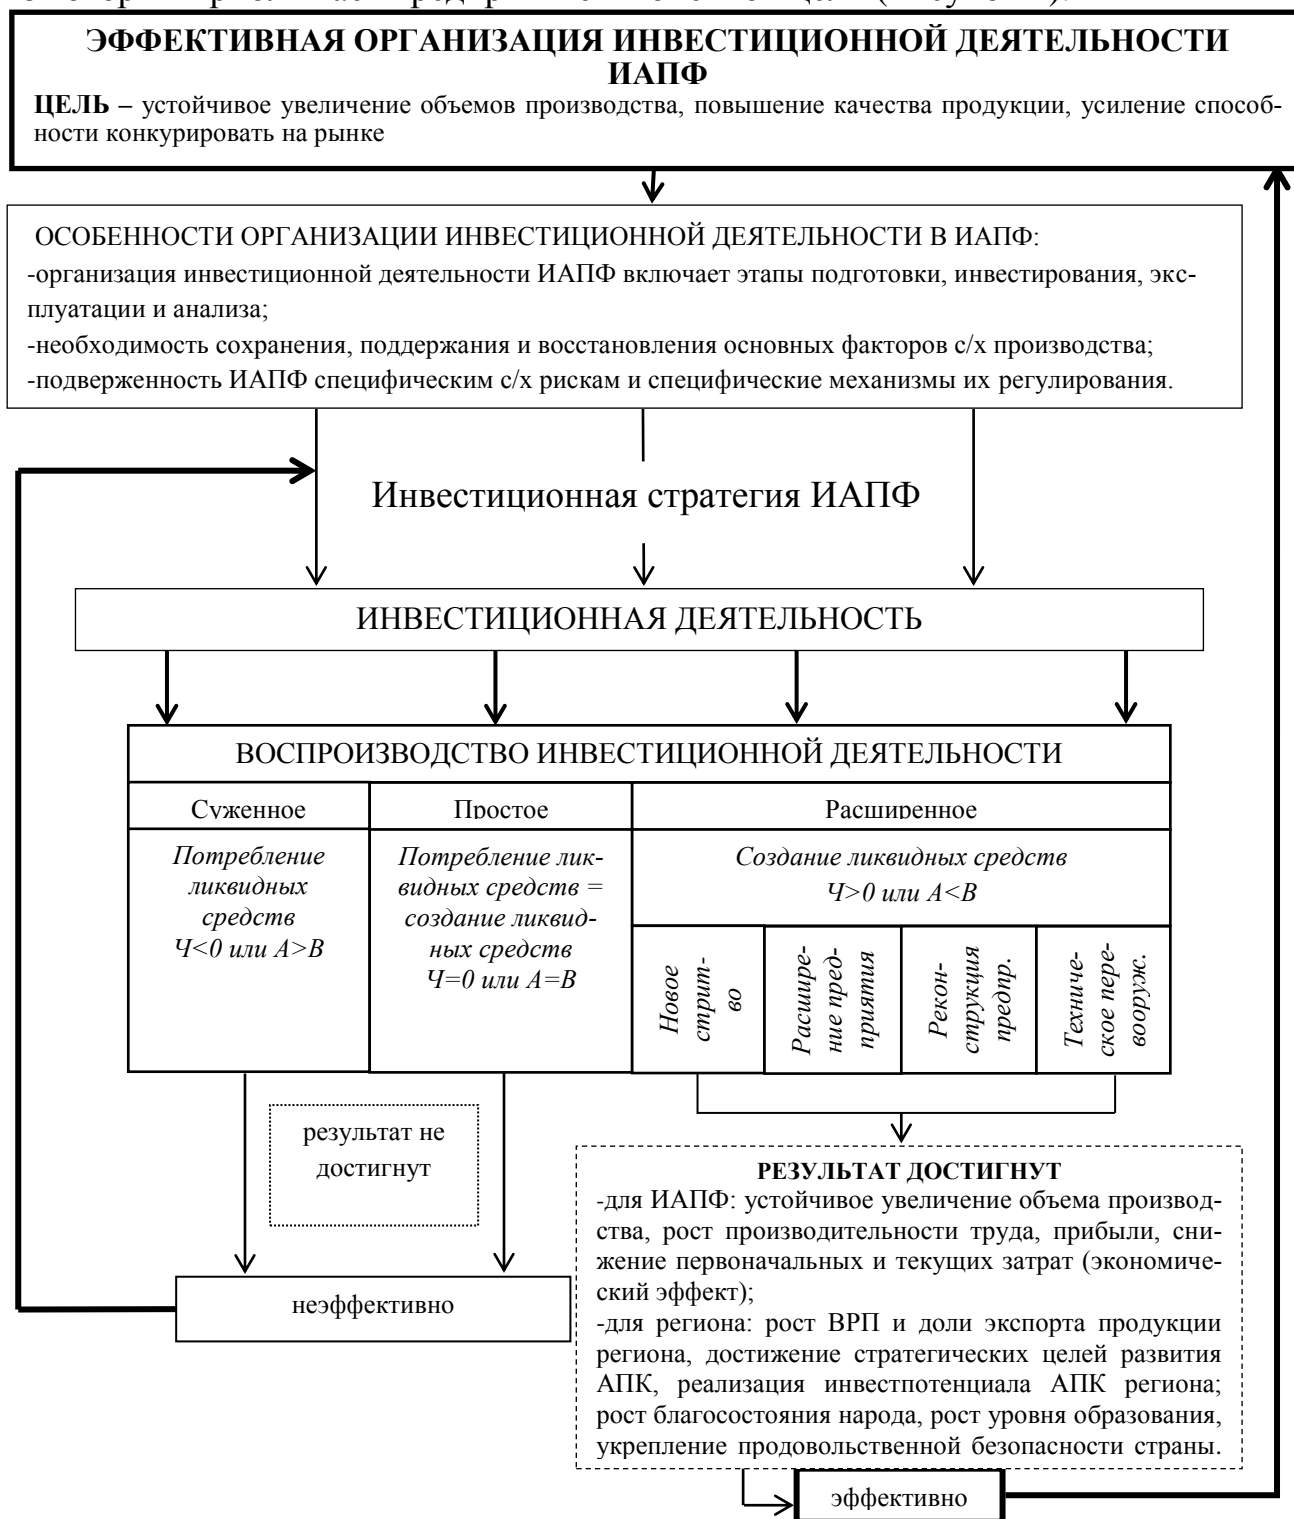 ЭФФЕКТИВНАЯ ОРГАНИЗАЦИЯ ИНВЕСТИЦИОННОЙ ДЕЯТЕЛЬНОСТИ
ИАПФ
ЦЕЛЬ – устойчивое увеличение объемов производства, повышение качества продукции, усиление способ-
ности конкурировать на рынке
ОСОБЕННОСТИ ОРГАНИЗАЦИИ ИНВЕСТИЦИОННОЙ ДЕЯТЕЛЬНОСТИ В ИАПФ:
-организация инвестиционной деятельности ИАПФ включает этапы подготовки, инвестирования, экс-
плуатации и анализа;
-необходимость сохранения, поддержания и восстановления основных факторов с/х производства;
-подверженность ИАПФ специфическим с/х рискам и специфические механизмы их регулирования.
Инвестиционная стратегия ИАПФ
ИНВЕСТИЦИОННАЯ ДЕЯТЕЛЬНОСТЬ
ВОСПРОИЗВОДСТВО ИНВЕСТИЦИОННОЙ ДЕЯТЕЛЬНОСТИ
Суженное
Потребление
ликвидных
средств
Ч<0 или А>В
Простое
Потребление лик-
видных средств =
создание ликвид-
ных средств
Ч=0 или А=В
Расширенное
Создание ликвидных средств
Ч>0 или А<В
Новое
стрит-
во
Расшире-
ние пред-
приятия
Рекон-
струкция
предпр.
Техниче-
ское пере-
вооруж.
результат не
достигнут
неэффективно
РЕЗУЛЬТАТ ДОСТИГНУТ
-для ИАПФ: устойчивое увеличение объема производ-
ства, рост производительности труда, прибыли, сни-
жение первоначальных и текущих затрат (экономиче-
ский эффект);
-для региона: рост ВРП и доли экспорта продукции
региона, достижение стратегических целей развития
АПК, реализация инвестпотенциала АПК региона;
рост благосостояния народа, рост уровня образования,
укрепление продовольственной безопасности страны.
эффективно